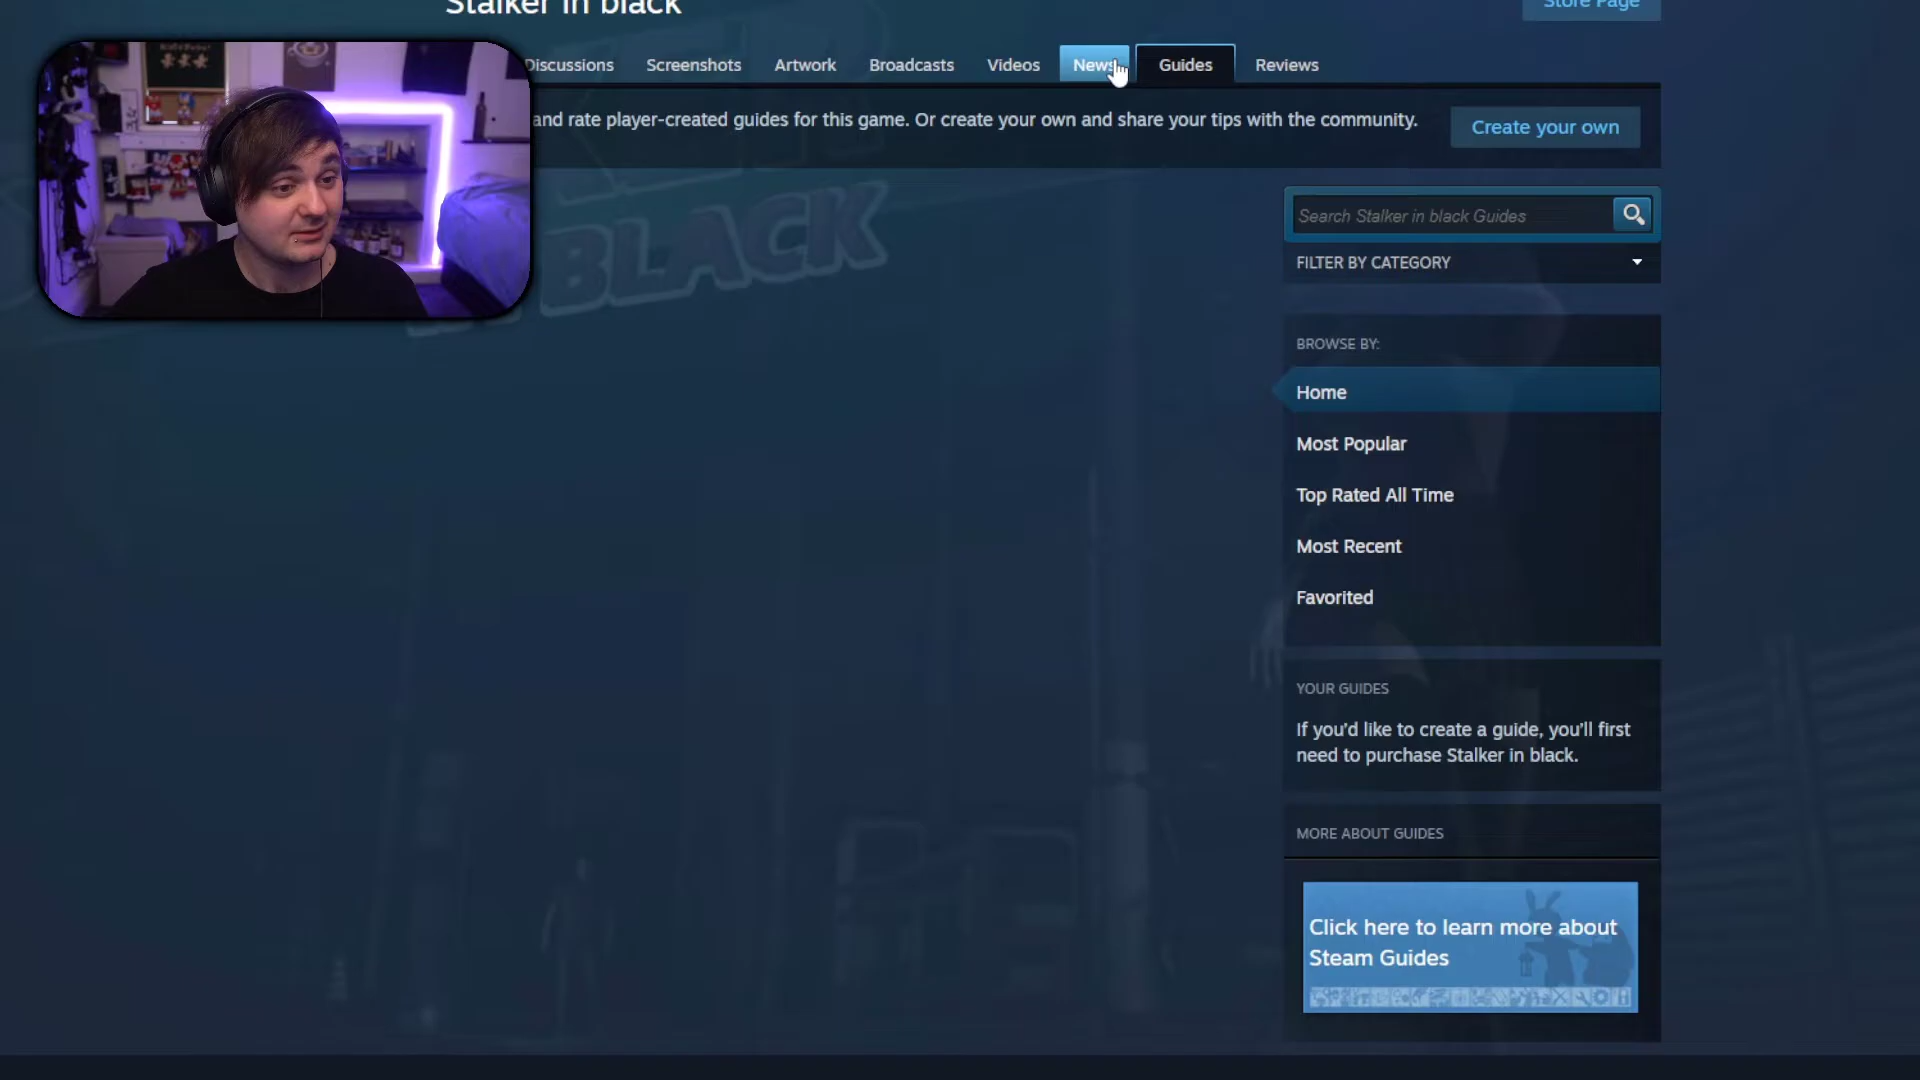 Stalker in black
Store Page
Discussions
Screenshots
Artwork
Broadcasts
Videos
News
Guides
Reviews
and rate player-created guides for this game. Or create your own and share your tips with the community.
Create your own
BLACK
Search Stalker in black Guides
FILTER BY CATEGORY
BROWSE BY:
Home
Most Popular
Top Rated All Time
Most Recent
Favorited
YOUR GUIDES
If you'd like to create a guide, you'll first
need to purchase Stalker in black.
MORE ABOUT GUIDES
Click here to learn more about
Steam Guides